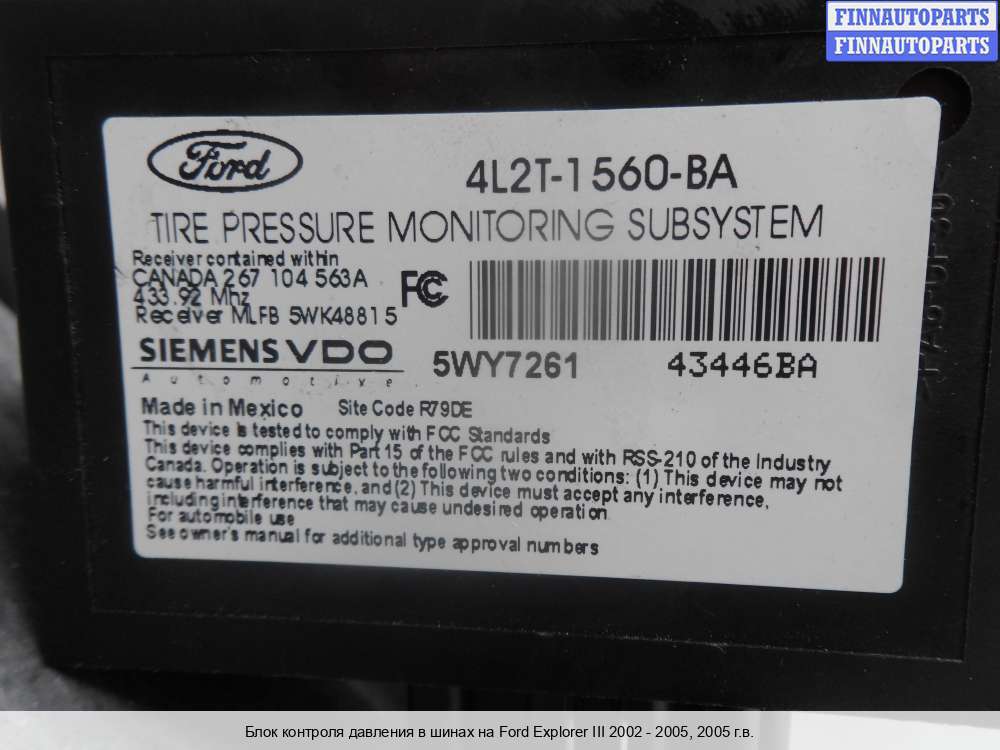 FINNAUTOPARTS
FINNAUTOPARTS
Ford
4L2T-1560-BA
TIRE PRESSURE MONITORING SUBSYSTEM
Receiver contained within
CANADA 267 104 563A
433.92 Mhz
Receiver MLFB 5WK48815
FCC
SIEMENS VDO
Automotive
5WY7261
43446BA
Made in Mexico Site Code R79DE
This device is tested to comply with FCC Standards
This device complies with Part 15 of the FCC rules and with RSS-210 of the Industry
Canada. Operation is subject to the following two conditions: (1) This device may not
cause harmful interference, and (2) This device must accept any interference,
including interference that may cause undesired operation
For automobile use
See owner's manual for additional type approval numbers
Блок контроля давления в шинах на Ford Explorer III 2002 - 2005, 2005 г.в.